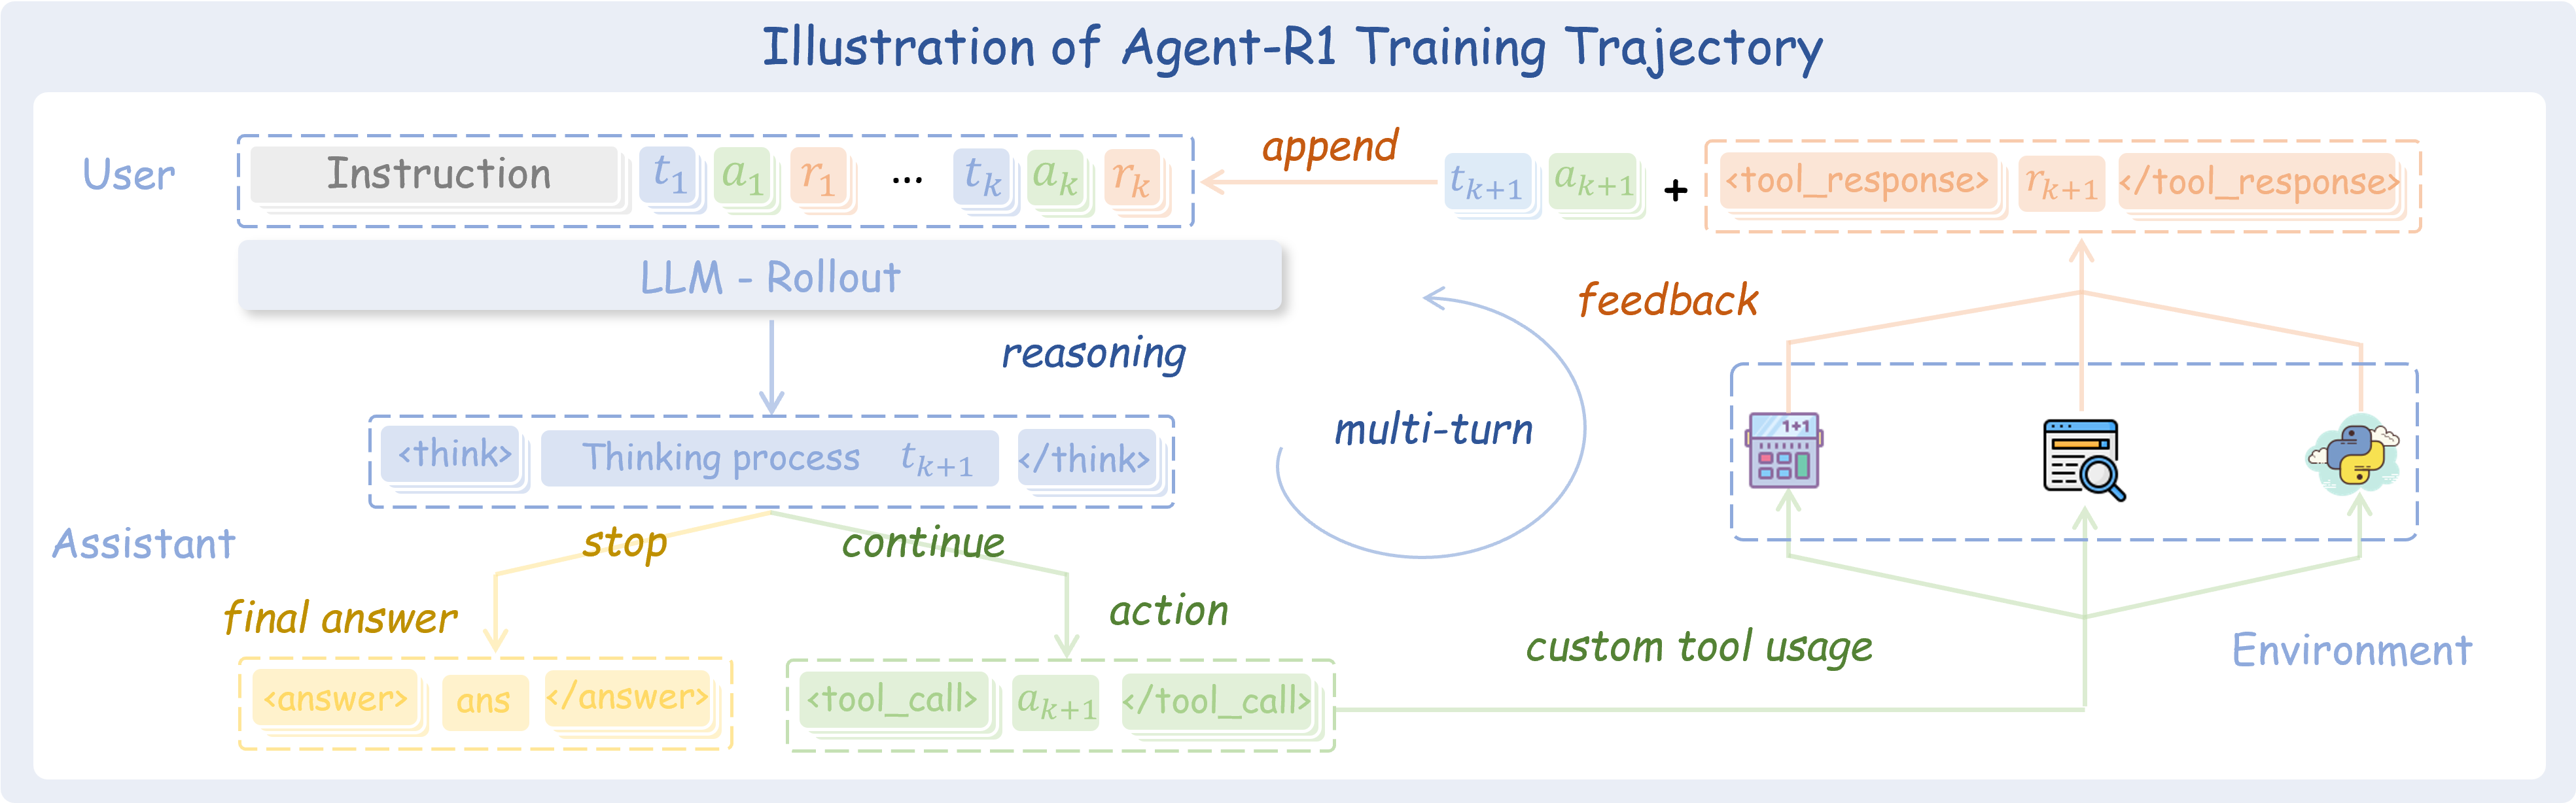 Illustration of Agent-R1 Training Trajectory
User
Instruction t_1 a_1 r_1 ... t_k a_k r_k
append
t_{k+1} a_{k+1} + <tool_response> r_{k+1} </tool_response>
LLM - Rollout
feedback
reasoning
multi-turn
1+1
<think> Thinking process t_{k+1} </think>
Assistant
stop
continue
final answer
action
custom tool usage
Environment
<answer> ans </answer>
<tool_call> a_{k+1} </tool_call>